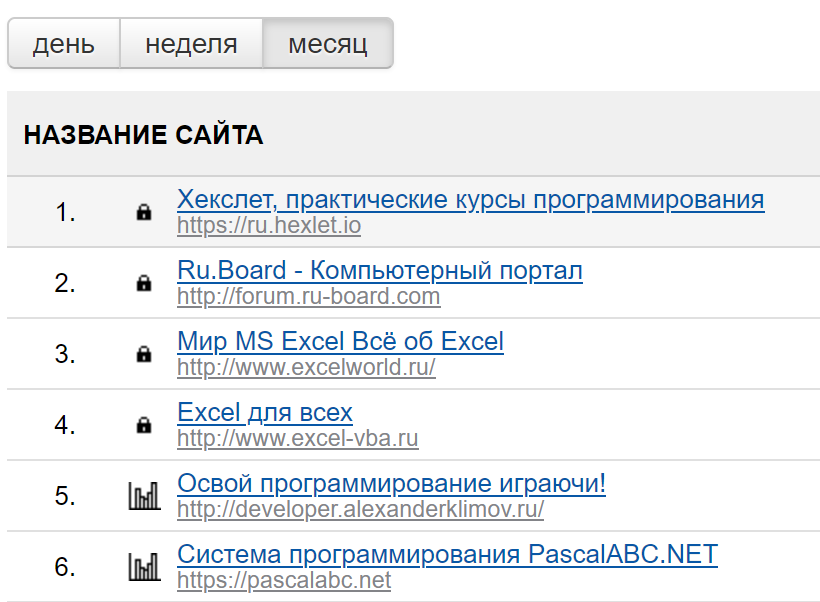 день неделя месяц
НАЗВАНИЕ САЙТА
1. Хекслет, практические курсы программирования
https://ru.hexlet.io
2. Ru.Board - Компьютерный портал
http://forum.ru-board.com
3. Мир MS Excel Всё об Excel
http://www.excelworld.ru/
4. Excel для всех
http://www.excel-vba.ru
5. Освой программирование играючи!
http://developer.alexanderklimov.ru/
6. Система программирования PascalABC.NET
https://pascalabc.net